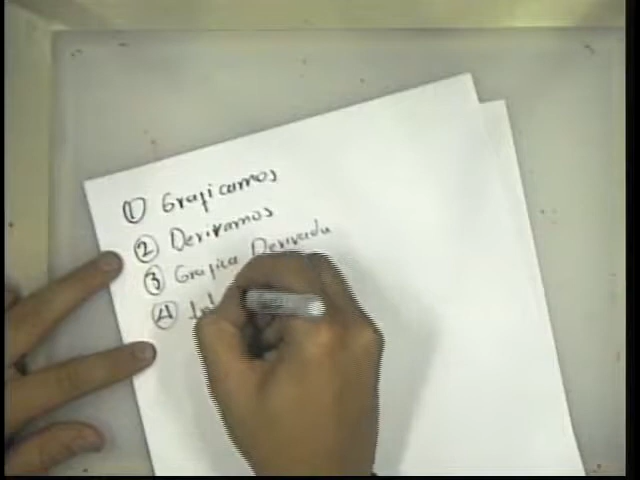 ① Graficamos
② Derivamos
③ Grafica Derivada
④